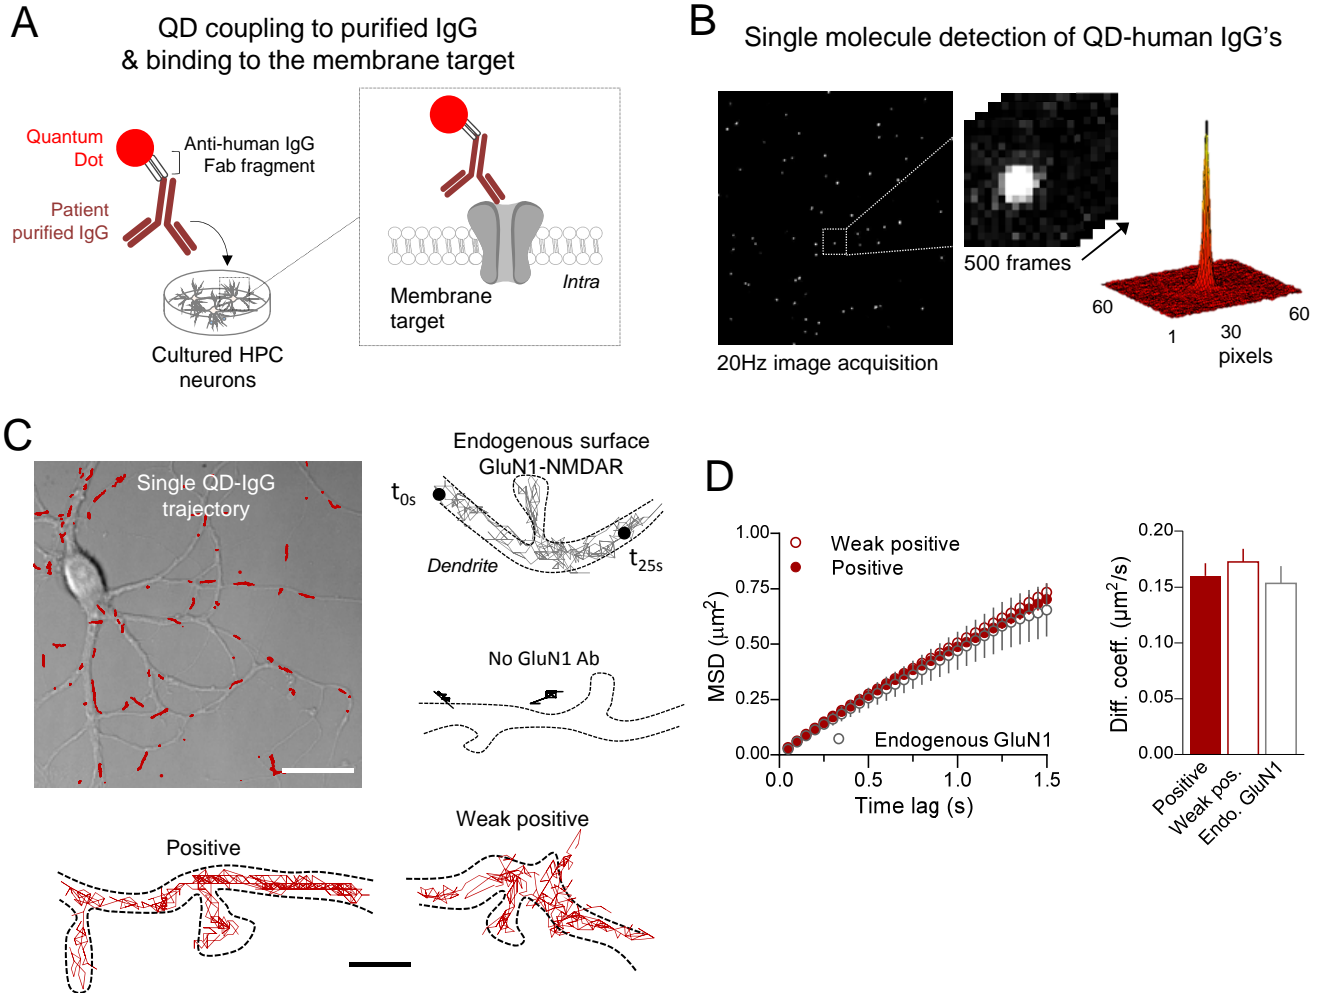 A
QD coupling to purified IgG
& binding to the membrane target
Quantum
Dot
Anti-human IgG
Fab fragment
Patient
purified IgG
Cultured HPC
neurons
Membrane
target
Intra
B
Single molecule detection of QD-human IgG's
20Hz image acquisition
500 frames
60
1
30
60
pixels
C
Single QD-IgG
trajectory
Endogenous surface
GluN1-NMDAR
t0s
Dendrite
t25s
No GluN1 Ab
Positive
Weak positive
D
1.00
0.75
0.50
0.25
0.00
MSD (µm²)
Weak positive
Positive
Endogenous GluN1
0.0
0.5
1.0
1.5
Time lag (s)
0.20
0.15
0.10
0.05
0.00
Diff. coeff. (µm²/s)
Positive
Weak pos.
Endo. GluN1